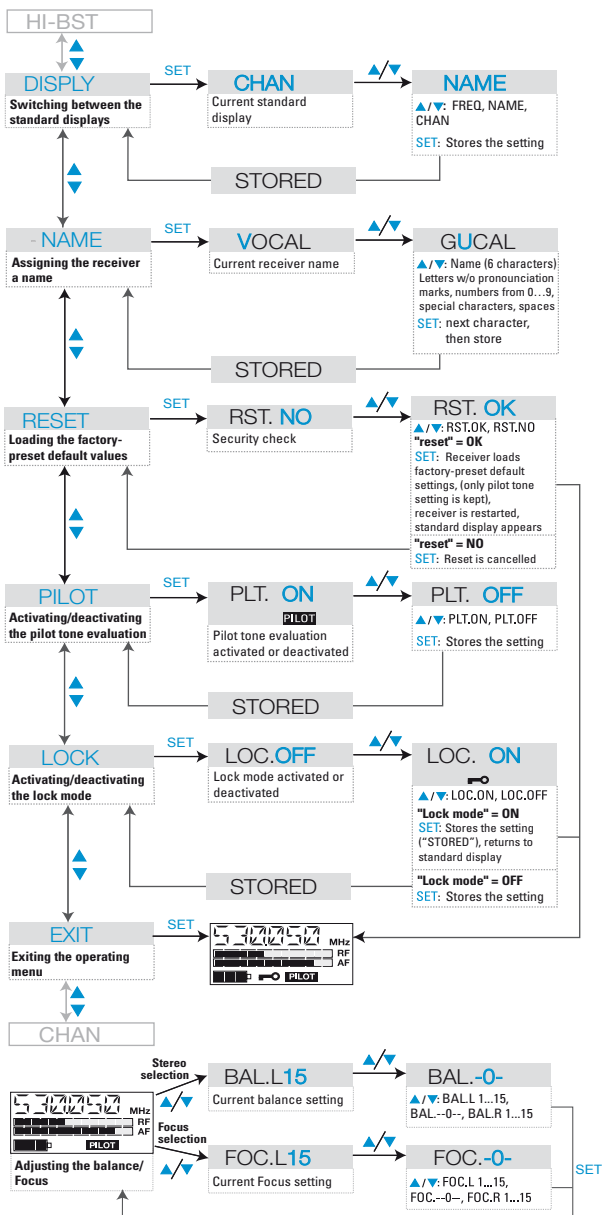 HI-BST
DISPLY
Switching between the
standard displays
SET
CHAN
Current standard
display
▲/▼
NAME
▲/▼: FREQ, NAME,
CHAN
SET: Stores the setting
STORED
- NAME
Assigning the receiver
a name
SET
VOCAL
Current receiver name
▲/▼
GUCAL
▲/▼: Name (6 characters)
Letters w/o pronounciation
marks, numbers from 0...9,
special characters, spaces
SET: next character,
then store
STORED
RESET
Loading the factory-
preset default values
SET
RST. NO
Security check
▲/▼
RST. OK
▲/▼: RST.OK, RST.NO
"reset" = OK
SET: Receiver loads
factory-preset default
settings, (only pilot tone
setting is kept),
receiver is restarted,
standard display appears
"reset" = NO
SET: Reset is cancelled
PILOT
Activating/deactivating
the pilot tone evaluation
SET
PLT. ON
PILOT
Pilot tone evaluation
activated or deactivated
▲/▼
PLT. OFF
▲/▼: PLT.ON, PLT.OFF
SET: Stores the setting
STORED
LOCK
Activating/deactivating
the lock mode
SET
LOC.OFF
Lock mode activated or
deactivated
▲/▼
LOC. ON
▲/▼: LOC.ON, LOC.OFF
"Lock mode" = ON
SET: Stores the setting
("STORED"), returns to
standard display
"Lock mode" = OFF
SET: Stores the setting
STORED
EXIT
Exiting the operating
menu
SET
530.050 MHz
RF
AF
PILOT
CHAN
530.050 MHz
RF
AF
PILOT
Adjusting the balance/
Focus
Stereo
selection
BAL.L15
Current balance setting
▲/▼
BAL.-0-
▲/▼: BAL.L 1...15,
BAL.--0--, BAL.R 1...15
Focus
selection
▲/▼
FOC.L15
Current Focus setting
▲/▼
FOC.-0-
▲/▼: FOC.L 1...15,
FOC.--0--, FOC.R 1...15
SET